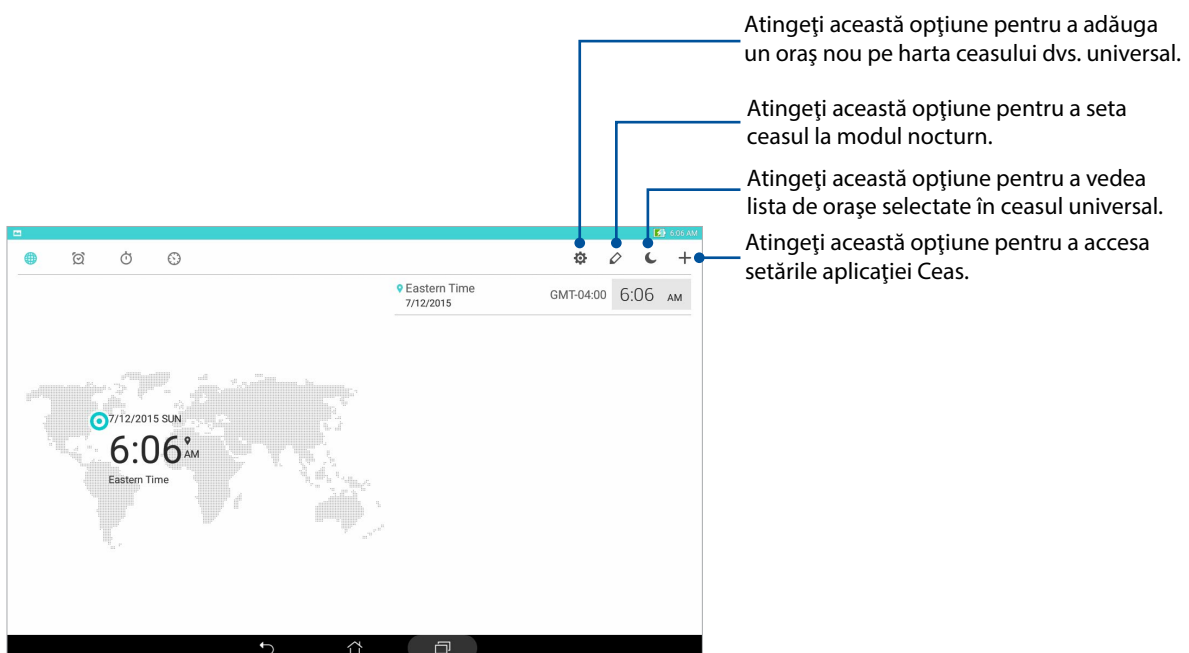 Atingeţi această opţiune pentru a adăuga
un oraş nou pe harta ceasului dvs. universal.
Atingeţi această opţiune pentru a seta
ceasul la modul nocturn.
Atingeţi această opţiune pentru a vedea
lista de oraşe selectate în ceasul universal.
Atingeţi această opţiune pentru a accesa
setările aplicaţiei Ceas.
6:06 AM
Eastern Time
7/12/2015
GMT-04:00 6:06 AM
7/12/2015 SUN
6:06 AM
Eastern Time